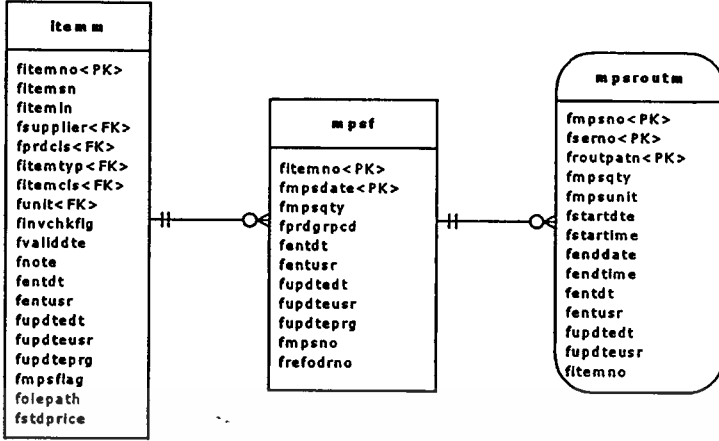 itemm
fitemno<PK>
fitemsn
fitemln
fsupplier<FK>
fprdcls<FK>
fitemtyp<FK>
fitemcls<FK>
funit<FK>
finvchkflg
fvaliddte
fnote
fentdt
fentusr
fupdtedt
fupdteusr
fupdteprg
fmpsflag
folepath
fstdprice
mpsf
fitemno<PK>
fmpsdate<PK>
fmpsqty
fprdgrpcd
fentdt
fentusr
fupdtedt
fupdteusr
fupdteprg
fmpsno
frefodrno
mpsroutm
fmpsno<PK>
fserno<PK>
froutpatn<PK>
fmpsqty
fmpsunit
fstartdte
fstartime
fenddate
fendtime
fentdt
fentusr
fupdtedt
fupdteusr
fitemno